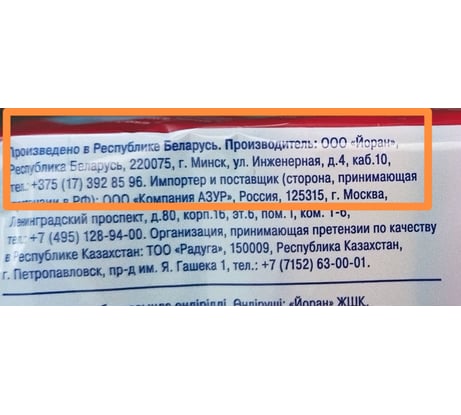 Произведено в Республике Беларусь. Производитель: ООО «Йоран»,
Республика Беларусь, 220075, г. Минск, ул. Инженерная, д.4, каб.10,
тел.: +375 (17) 392 85 96. Импортер и поставщик (сторона, принимающая
претензии в РФ): ООО «Компания АЗУР», Россия, 125315, г. Москва,
Ленинградский проспект, д.80, корп.16, эт.6, пом. I, ком. 1-6,
тел.: +7 (495) 128-94-00. Организация, принимающая претензии по качеству
в Республике Казахстан: ТОО «Радуга», 150009, Республика Казахстан,
г. Петропавловск, пр-д им. Я. Гашека 1, тел.: +7 (7152) 63-00-01.
өндірілді. Өндіруші: «Йоран» ЖШК,